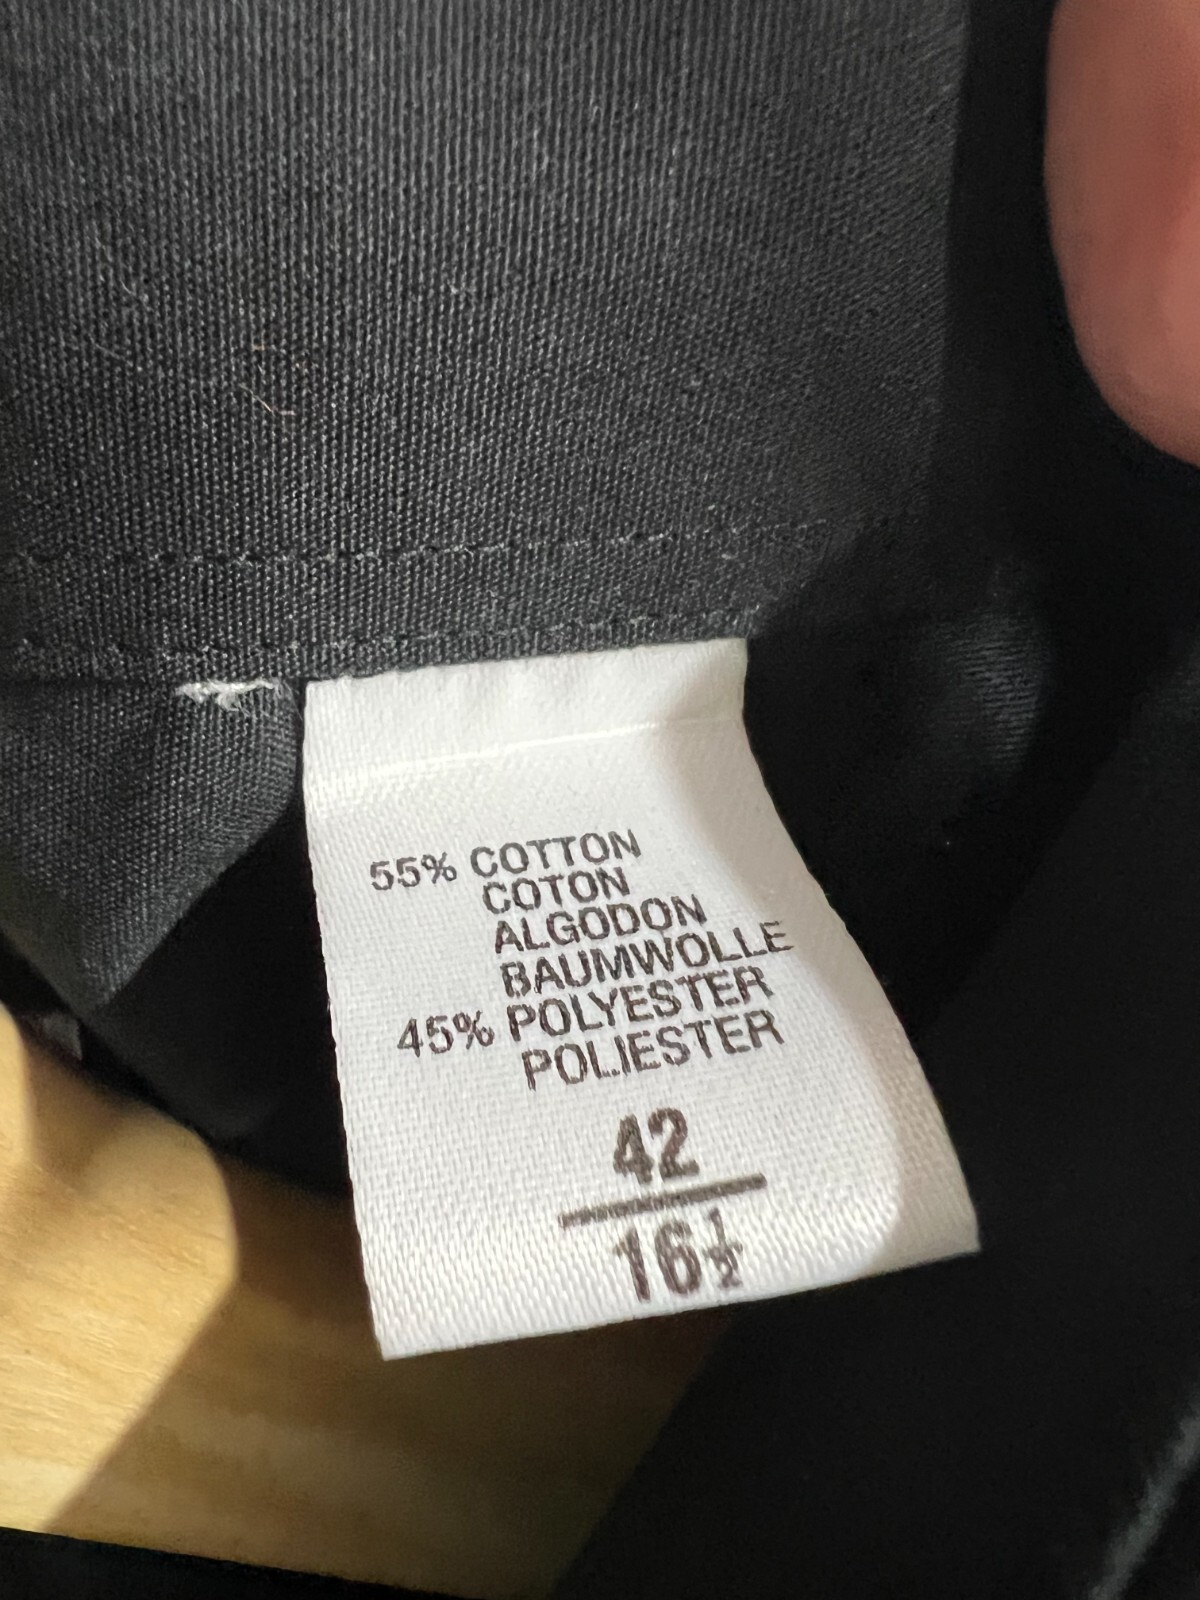 55% COTTON
COTON
ALGODON
BAUMWOLLE
45% POLYESTER
POLIESTER
42
16½